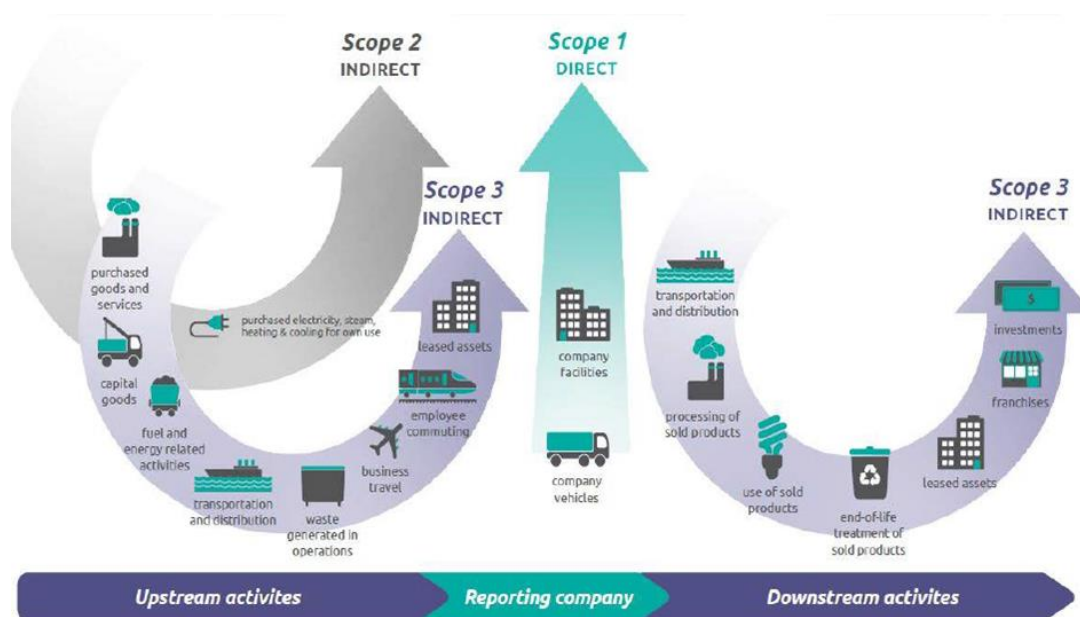 Scope 2
INDIRECT
Scope 1
DIRECT
Scope 3
INDIRECT
Scope 3
INDIRECT
purchased
goods and
services
capital
goods
fuel and
energy related
activities
transportation
and distribution
waste
generated in
operations
business
travel
employee
commuting
leased assets
purchased electricity, steam,
heating & cooling for own use
company
facilities
company
vehicles
transportation
and distribution
processing of
sold products
use of sold
products
end-of-life
treatment of
sold products
leased assets
franchises
$
investments
Upstream activites
Reporting company
Downstream activites